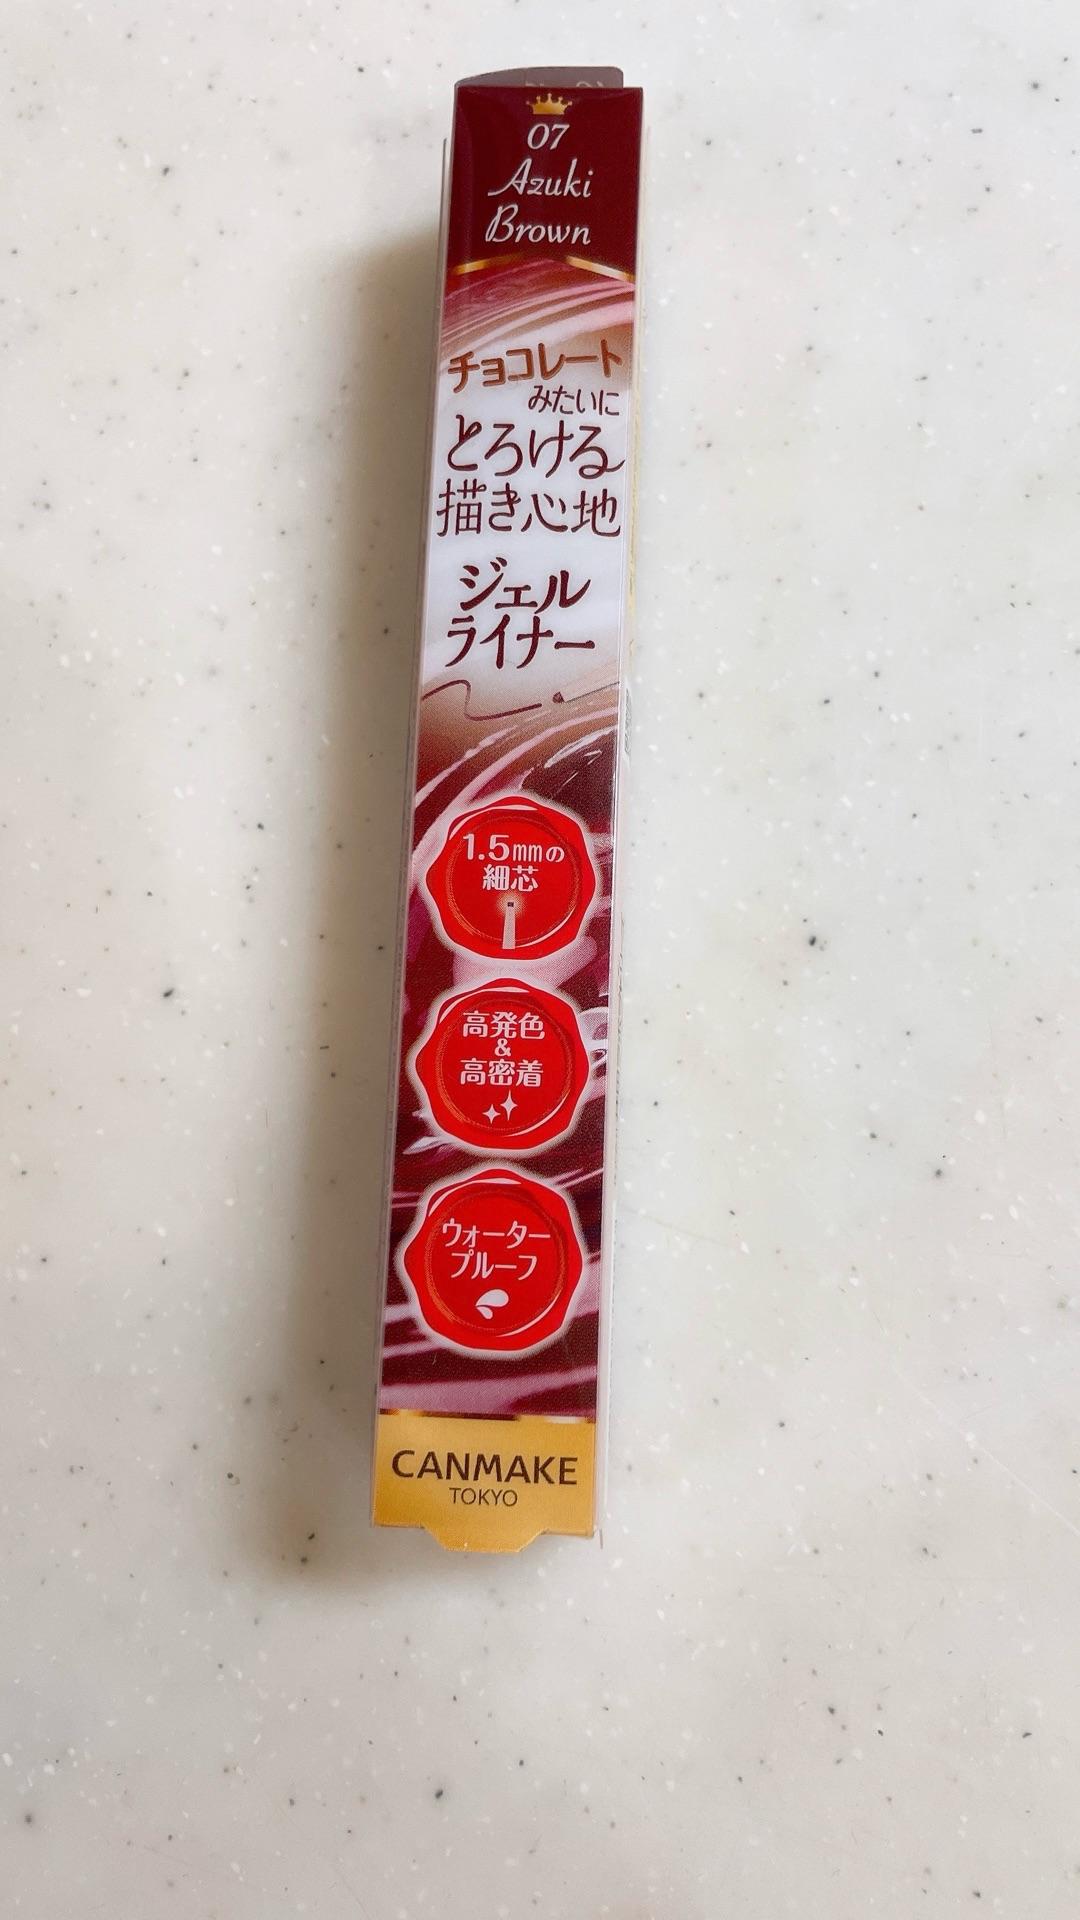 07
Azuki
Brown
チョコレート
みたいに
とろける
描き心地
ジェル
ライナー
1.5mmの
細芯
高発色
&
高密着
ウォーター
プルーフ
CANMAKE
TOKYO